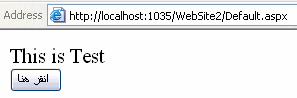 Address http://localhost:1035/WebSite2/Default.aspx
This is Test
انقر هنا